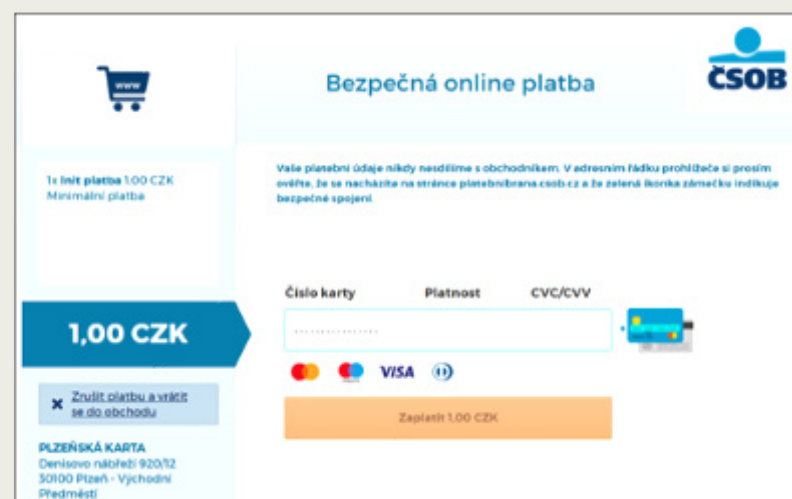 www
Bezpečná online platba
ČSOB
1x Init platba 1,00 CZK
Minimální platba
Vaše platební údaje nikdy nesdílíme s obchodníkem. V adresním řádku prohlížeče si prosím
ověřte, že se nacházíte na stránce platebnibrana.csob.cz a že zelená ikonka zámečku indikuje
bezpečné spojení.
Číslo karty Platnost CVC/CVV
1,00 CZK
VISA
Zrušit platbu a vrátit
se do obchodu
Zaplatit 1,00 CZK
PLZEŇSKÁ KARTA
Denisovo nábřeží 920/12
30100 Plzeň - Východní
Předměstí